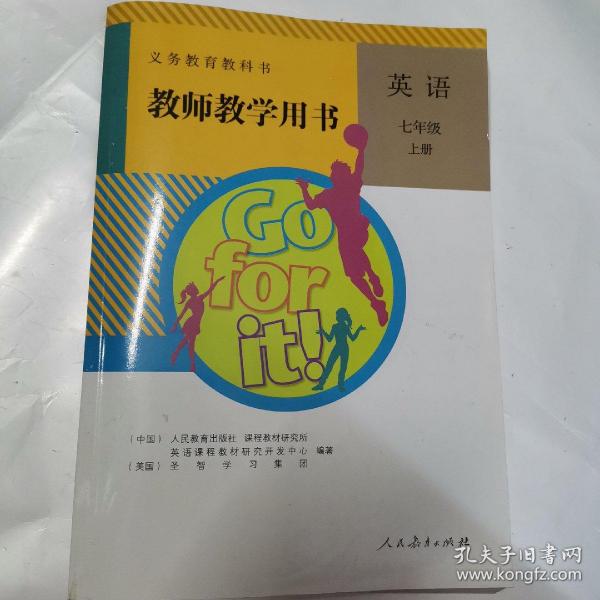 义务教育教科书
教师教学用书
英语
七年级
上册
Go
for
it!
（中国） 人民教育出版社 课程教材研究所
英语课程教材研究开发中心 编著
（美国） 圣智学习集团
人民教育出版社
孔夫子旧书网
www.kongfz.com